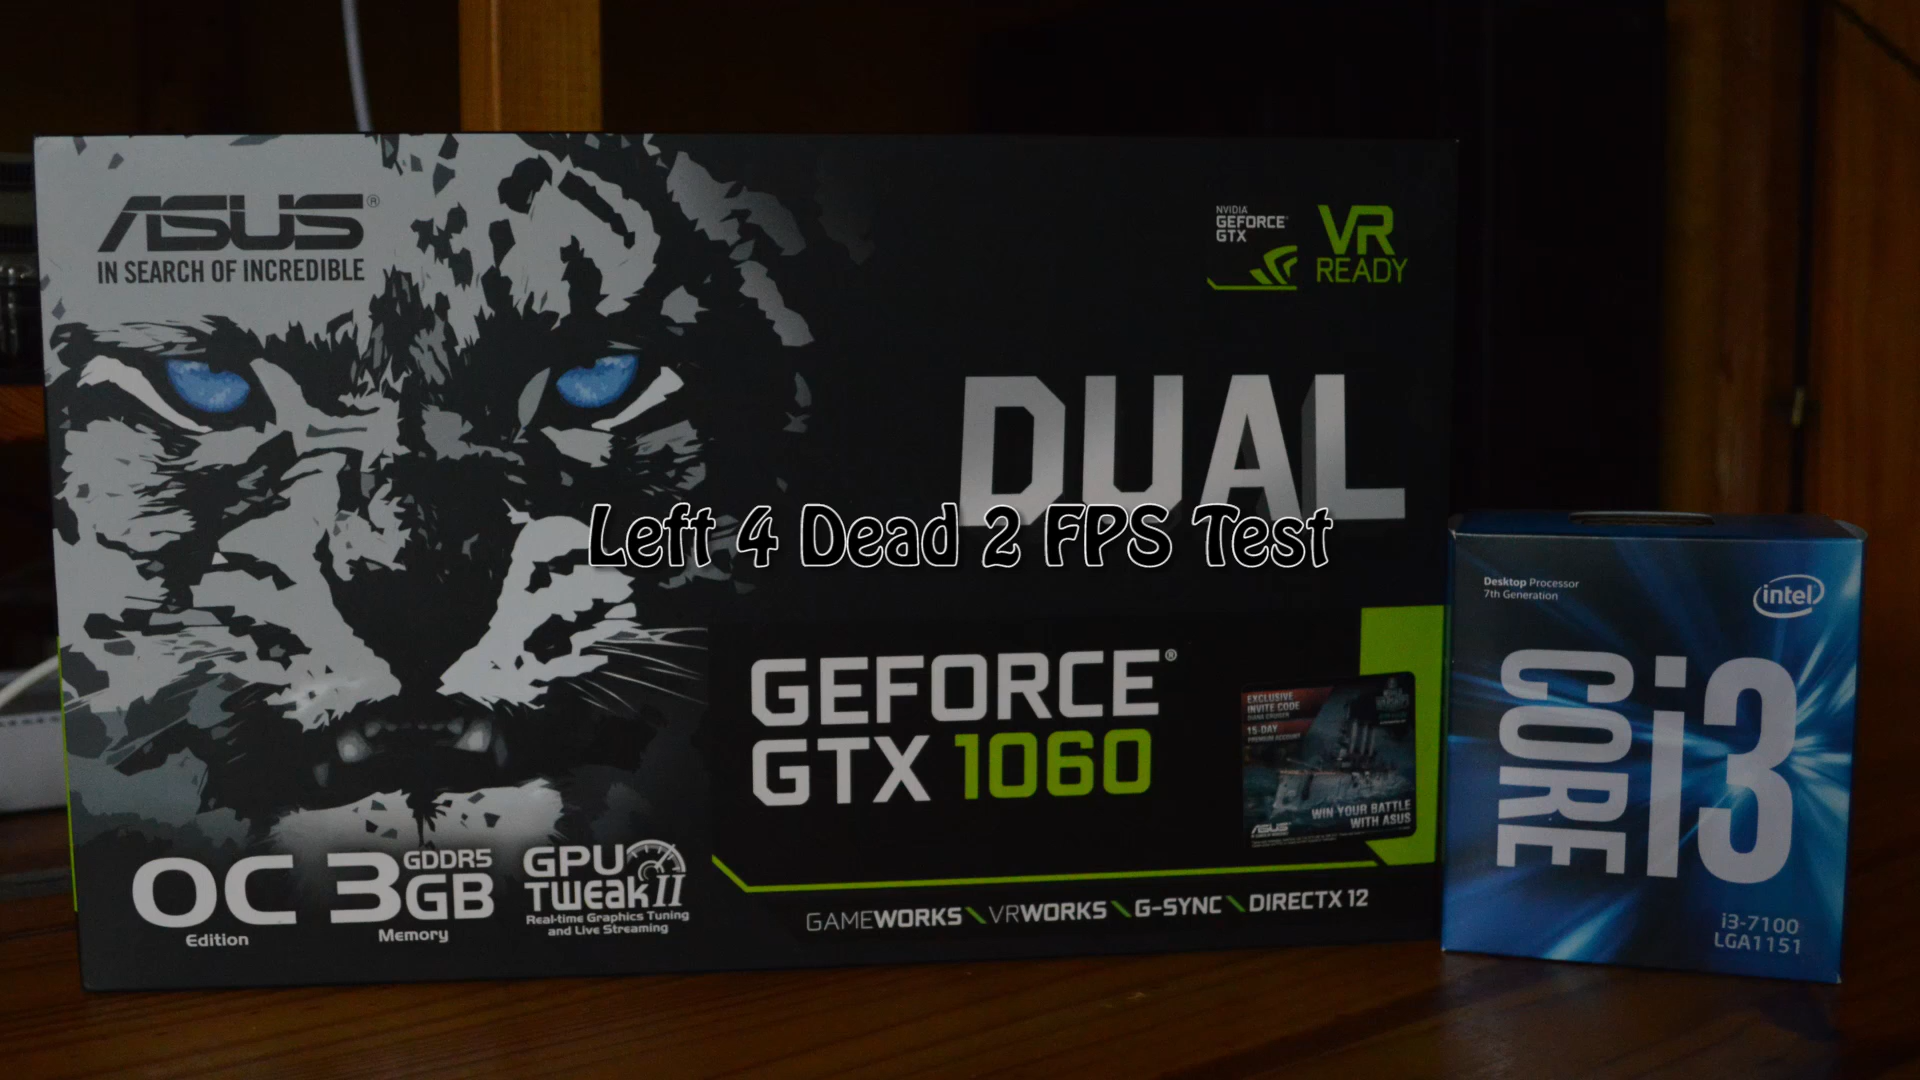 ASUS®
IN SEARCH OF INCREDIBLE
NVIDIA
GEFORCE®
GTX
VR
READY
DUAL
Left 4 Dead 2 FPS Test
GEFORCE®
GTX 1060
EXCLUSIVE
INVITE CODE
15-DAY
PREMIUM ACCOUNT
WIN YOUR BATTLE
WITH ASUS
ASUS
OC
Edition
3GB
GDDR5
Memory
GPU
TWeak II
Real-time Graphics Tuning
and Live Streaming
GAMEWORKS \ VRWORKS \ G-SYNC \ DIRECTX 12
Desktop Processor
7th Generation
intel
CORE i3
i3-7100
LGA1151